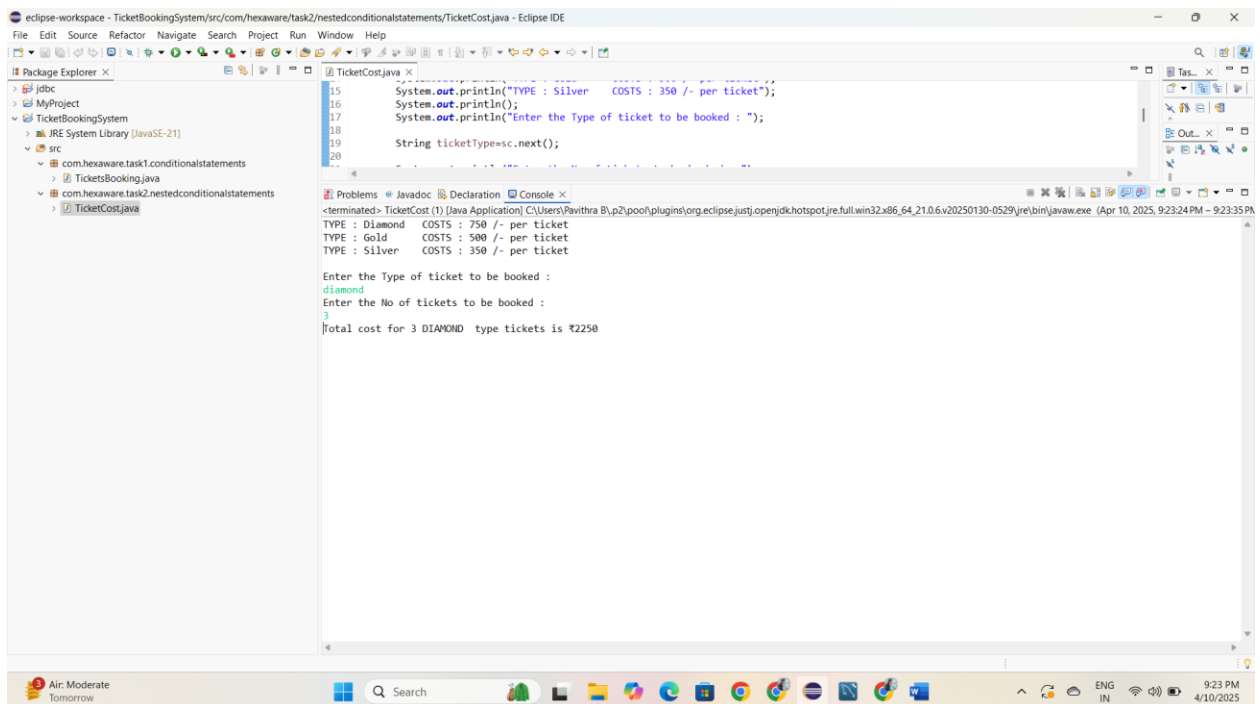 eclipse-workspace - TicketBookingSystem/src/com/hexaware/task2/nestedconditionalstatements/TicketCost.java - Eclipse IDE
File Edit Source Refactor Navigate Search Project Run Window Help
Package Explorer
jdbc
MyProject
TicketBookingSystem
JRE System Library [JavaSE-21]
src
com.hexaware.task1.conditionalstatements
TicketsBooking.java
com.hexaware.task2.nestedconditionalstatements
TicketCost.java
TicketCost.java
15 System.out.println("TYPE : Silver COSTS : 350 /- per ticket");
16 System.out.println();
17 System.out.println("Enter the Type of ticket to be booked : ");
18
19 String ticketType=sc.next();
20
Tas...
Out...
Problems Javadoc Declaration Console
<terminated> TicketCost (1) [Java Application] C:\Users\Pavithra B\.p2\pool\plugins\org.eclipse.justj.openjdk.hotspot.jre.full.win32.x86_64_21.0.6.v20250130-0529\jre\bin\javaw.exe (Apr 10, 2025, 9:23:24 PM – 9:23:35 PM
TYPE : Diamond COSTS : 750 /- per ticket
TYPE : Gold COSTS : 500 /- per ticket
TYPE : Silver COSTS : 350 /- per ticket
Enter the Type of ticket to be booked :
diamond
Enter the No of tickets to be booked :
3
Total cost for 3 DIAMOND type tickets is ₹2250
3
Air: Moderate
Tomorrow
Search
ENG
IN
9:23 PM
4/10/2025